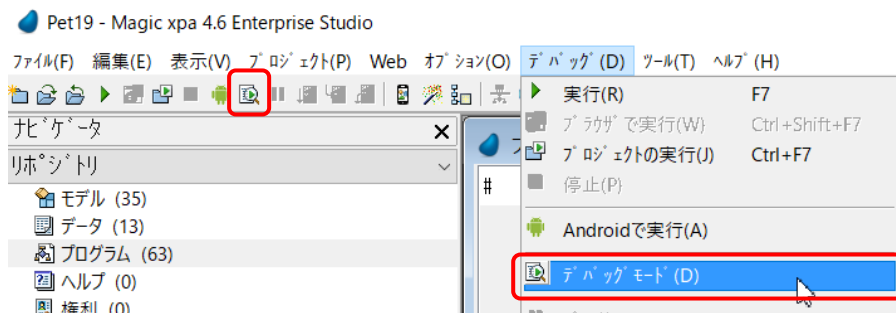 Pet19 - Magic xpa 4.6 Enterprise Studio
ﾌｧｲﾙ(F) 編集(E) 表示(V) ﾌﾟﾛｼﾞｪｸﾄ(P) Web ｵﾌﾟｼｮﾝ(O) ﾃﾞﾊﾞｯｸﾞ(D) ﾂｰﾙ(T) ﾍﾙﾌﾟ(H)
ﾅﾋﾞｹﾞｰﾀ
ﾘﾎﾟｼﾞﾄﾘ
モデル (35)
データ (13)
プログラム (63)
ヘルプ (0)
権利 (0)
#
実行(R) F7
ﾌﾞﾗｳｻﾞで実行(W) Ctrl+Shift+F7
ﾌﾟﾛｼﾞｪｸﾄの実行(J) Ctrl+F7
停止(P)
Androidで実行(A)
ﾃﾞﾊﾞｯｸﾞﾓｰﾄﾞ(D)